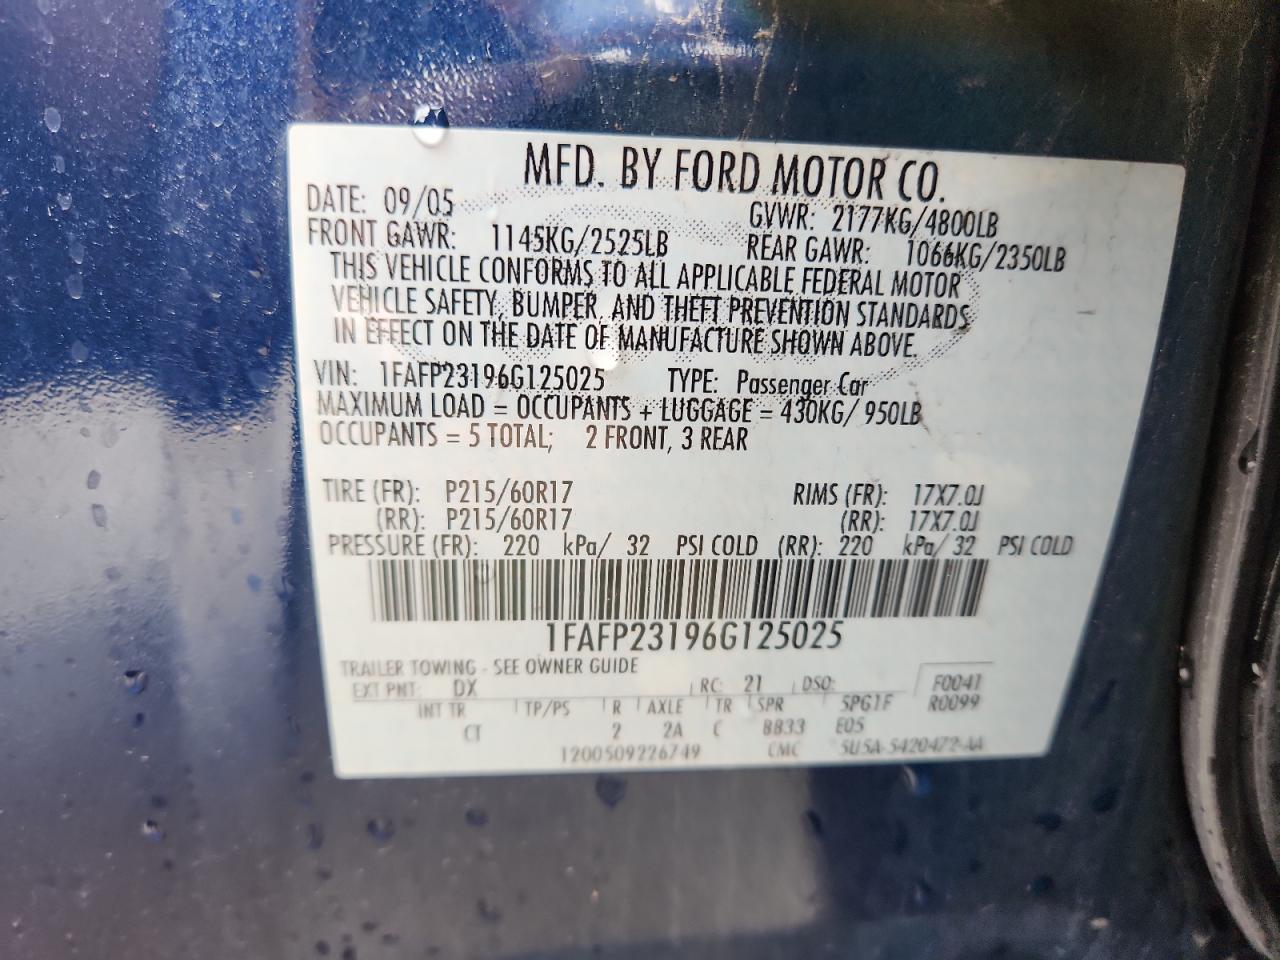 MFD. BY FORD MOTOR CO.
DATE: 09/05 GVWR: 2177KG/4800LB
FRONT GAWR: 1145KG/2525LB REAR GAWR: 1066KG/2350LB
THIS VEHICLE CONFORMS TO ALL APPLICABLE FEDERAL MOTOR
VEHICLE SAFETY, BUMPER, AND THEFT PREVENTION STANDARDS
IN EFFECT ON THE DATE OF MANUFACTURE SHOWN ABOVE.
VIN: 1FAFP23196G125025 TYPE: Passenger Car
MAXIMUM LOAD = OCCUPANTS + LUGGAGE = 430KG/ 950LB
OCCUPANTS = 5 TOTAL; 2 FRONT, 3 REAR
TIRE (FR): P215/60R17 RIMS (FR): 17X7.0J
(RR): P215/60R17 (RR): 17X7.0J
PRESSURE (FR): 220 kPa/ 32 PSI COLD (RR): 220 kPa/ 32 PSI COLD
1FAFP23196G125025
TRAILER TOWING - SEE OWNER GUIDE
EXT PNT: DX RC: 21 DSO: F0041
INT TR TP/PS R AXLE TR SPR 5PG1F R0099
CT 2 2A C BB33 E05
1200509226749 CMC 5U5A-5420472-AA